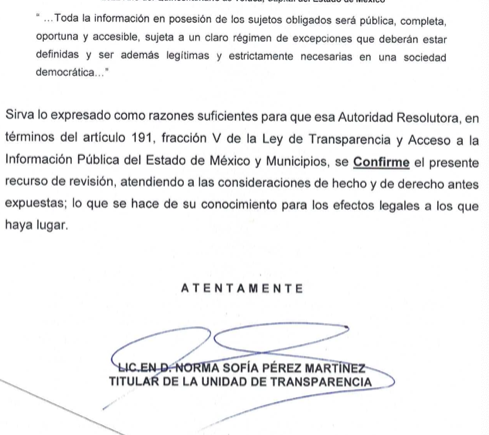 " ...Toda la información en posesión de los sujetos obligados será pública, completa,
oportuna y accesible, sujeta a un claro régimen de excepciones que deberán estar
definidas y ser además legítimas y estrictamente necesarias en una sociedad
democrática..."
Sirva lo expresado como razones suficientes para que esa Autoridad Resolutora, en
términos del artículo 191, fracción V de la Ley de Transparencia y Acceso a la
Información Pública del Estado de México y Municipios, se Confirme el presente
recurso de revisión, atendiendo a las consideraciones de hecho y de derecho antes
expuestas; lo que se hace de su conocimiento para los efectos legales a los que
haya lugar.
A T E N T A M E N T E
LIC.EN D. NORMA SOFÍA PÉREZ MARTÍNEZ
TITULAR DE LA UNIDAD DE TRANSPARENCIA